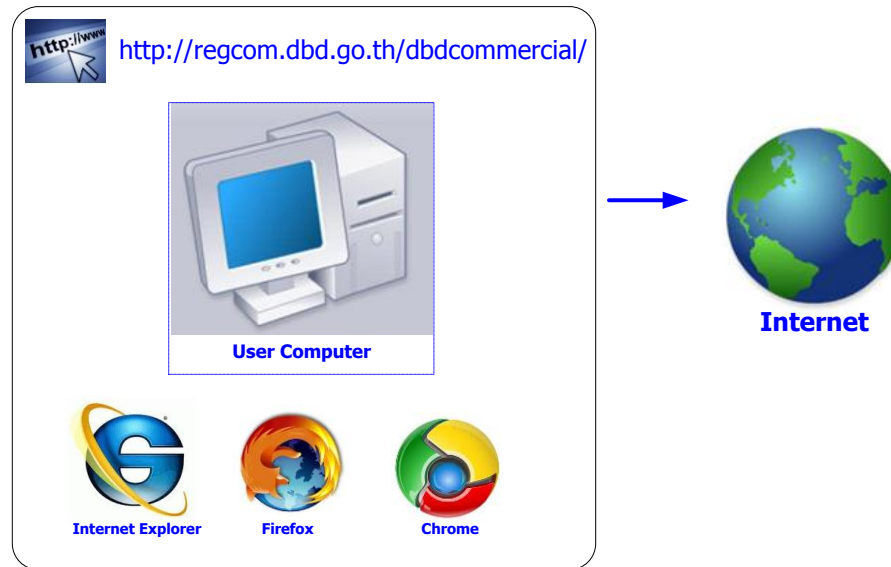 http://www
http://regcom.dbd.go.th/dbdcommercial/
User Computer
Internet
Internet Explorer
Firefox
Chrome